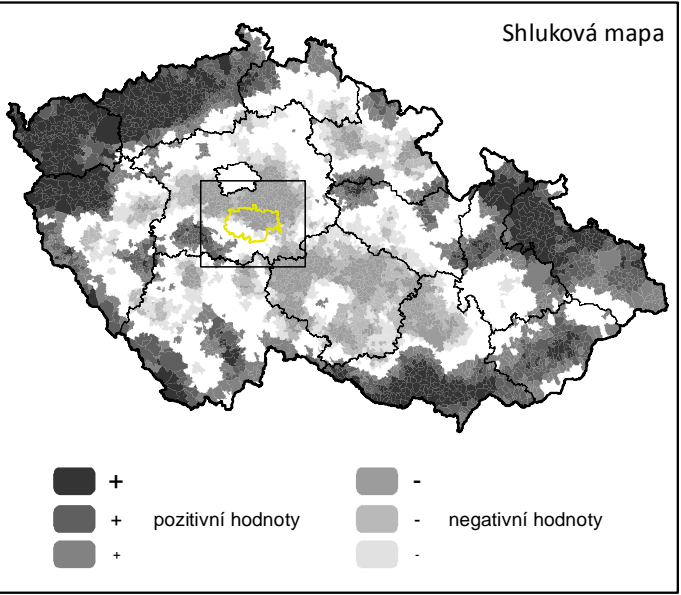 Shluková mapa
+ -
+ pozitivní hodnoty - negativní hodnoty
+ -